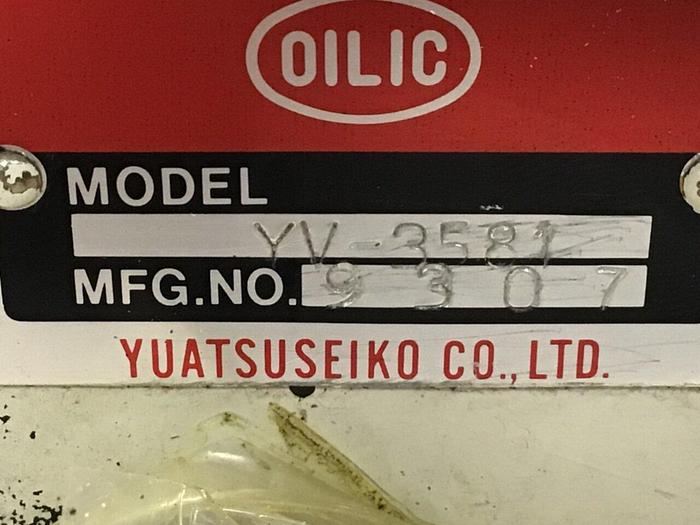 OILIC
MODEL
YV-3581
MFG.NO. 9307
YUATSUSEIKO CO., LTD.